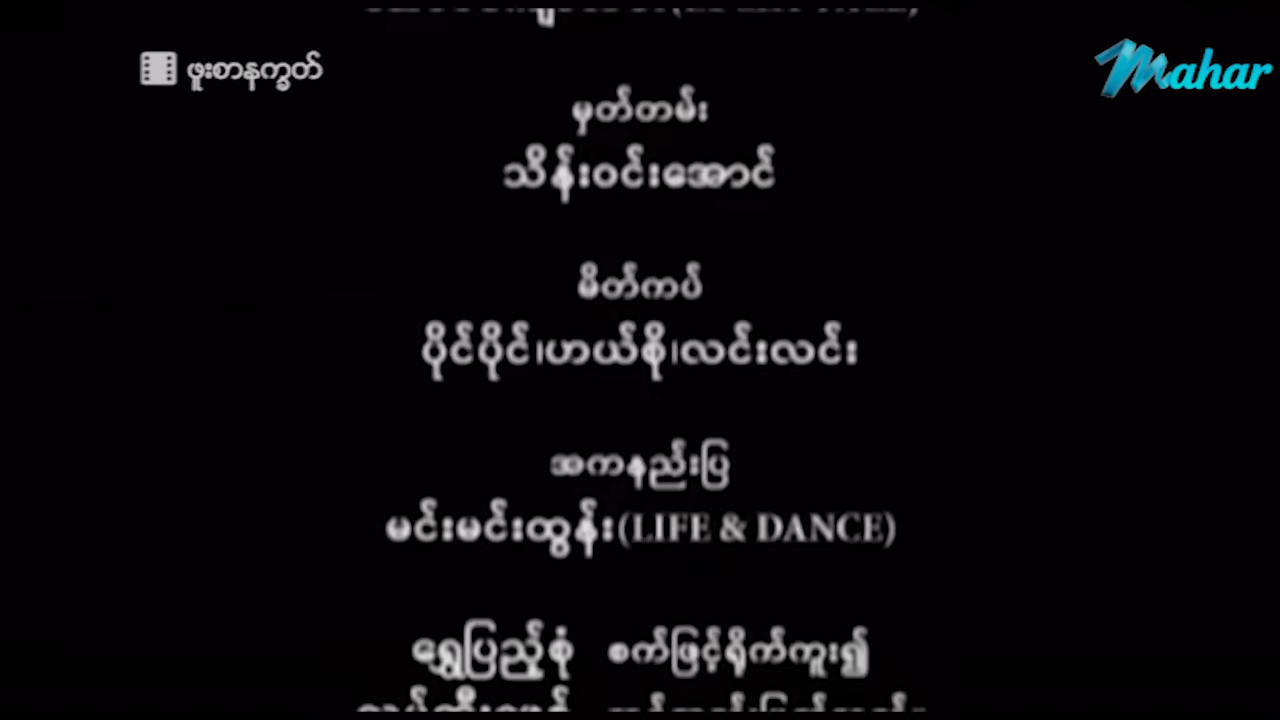 ဖူးစာနက္ခတ်
Mahar
မှတ်တမ်း
သိန်းဝင်းအောင်
မိတ်ကပ်
ပိုင်ပိုင်၊ဟယ်စို၊လင်းလင်း
အကနည်းပြ
မင်းမင်းထွန်း(LIFE & DANCE)
ရွှေပြည့်စုံ စက်ဖြင့်ရိုက်ကူး၍